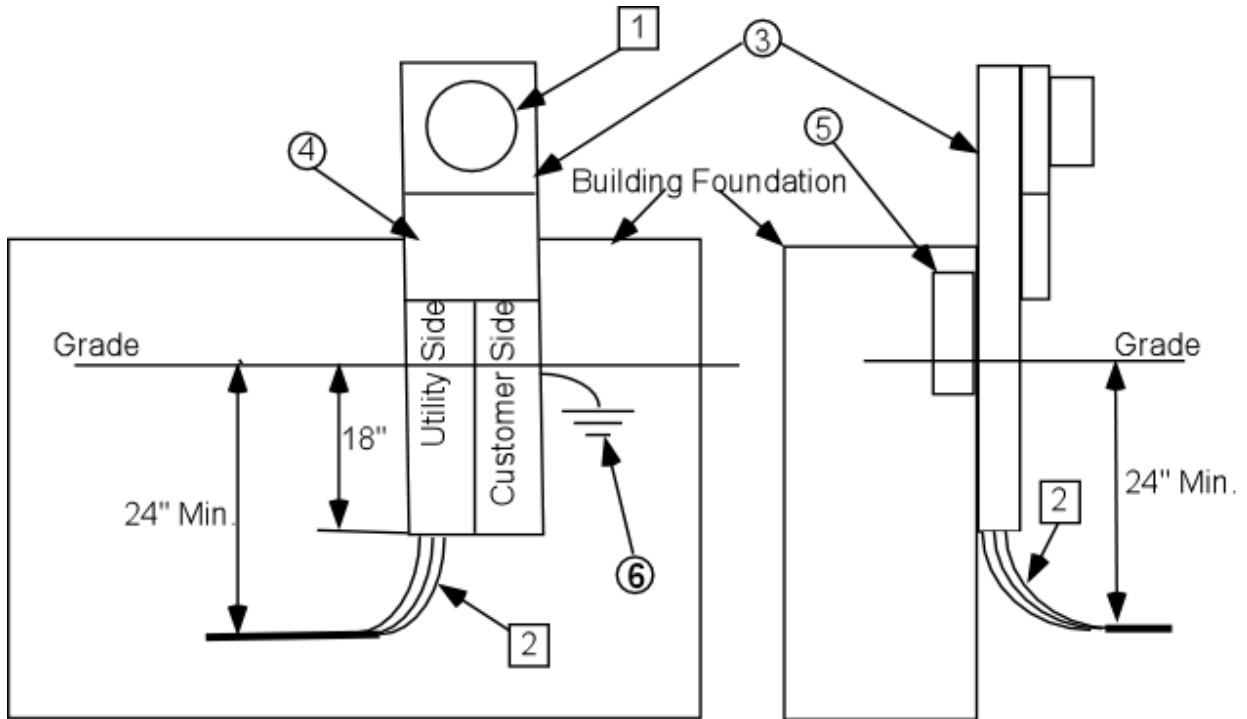 1
3
4
5
Building Foundation
Grade
Utility Side
Customer Side
Grade
18"
24" Min.
24" Min.
2
6
2